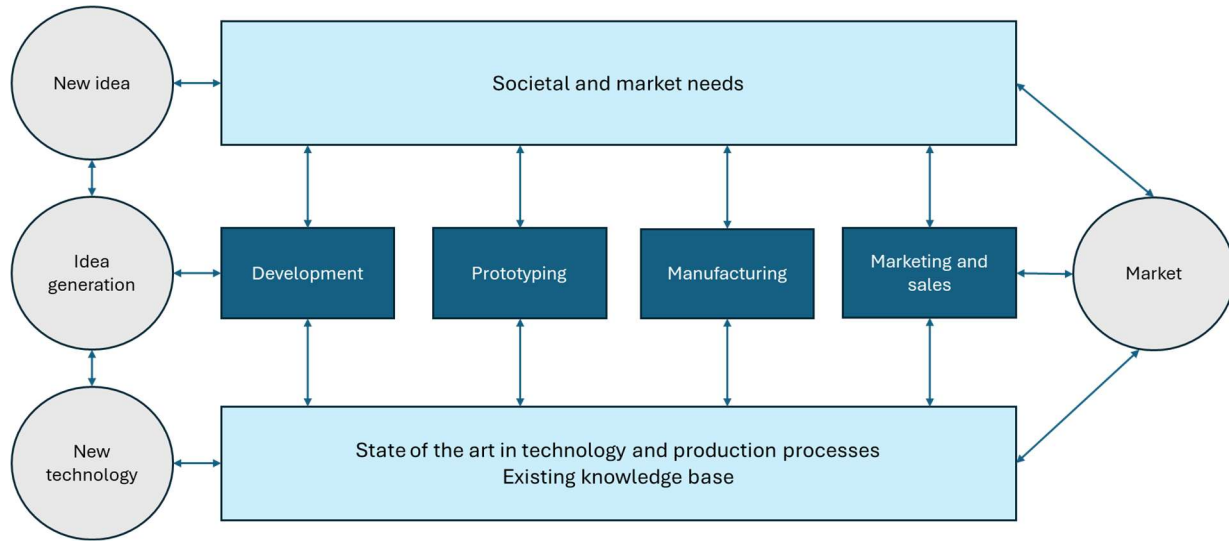 New idea
Societal and market needs
Idea
generation
Development
Prototyping
Manufacturing
Marketing and
sales
Market
New
technology
State of the art in technology and production processes
Existing knowledge base